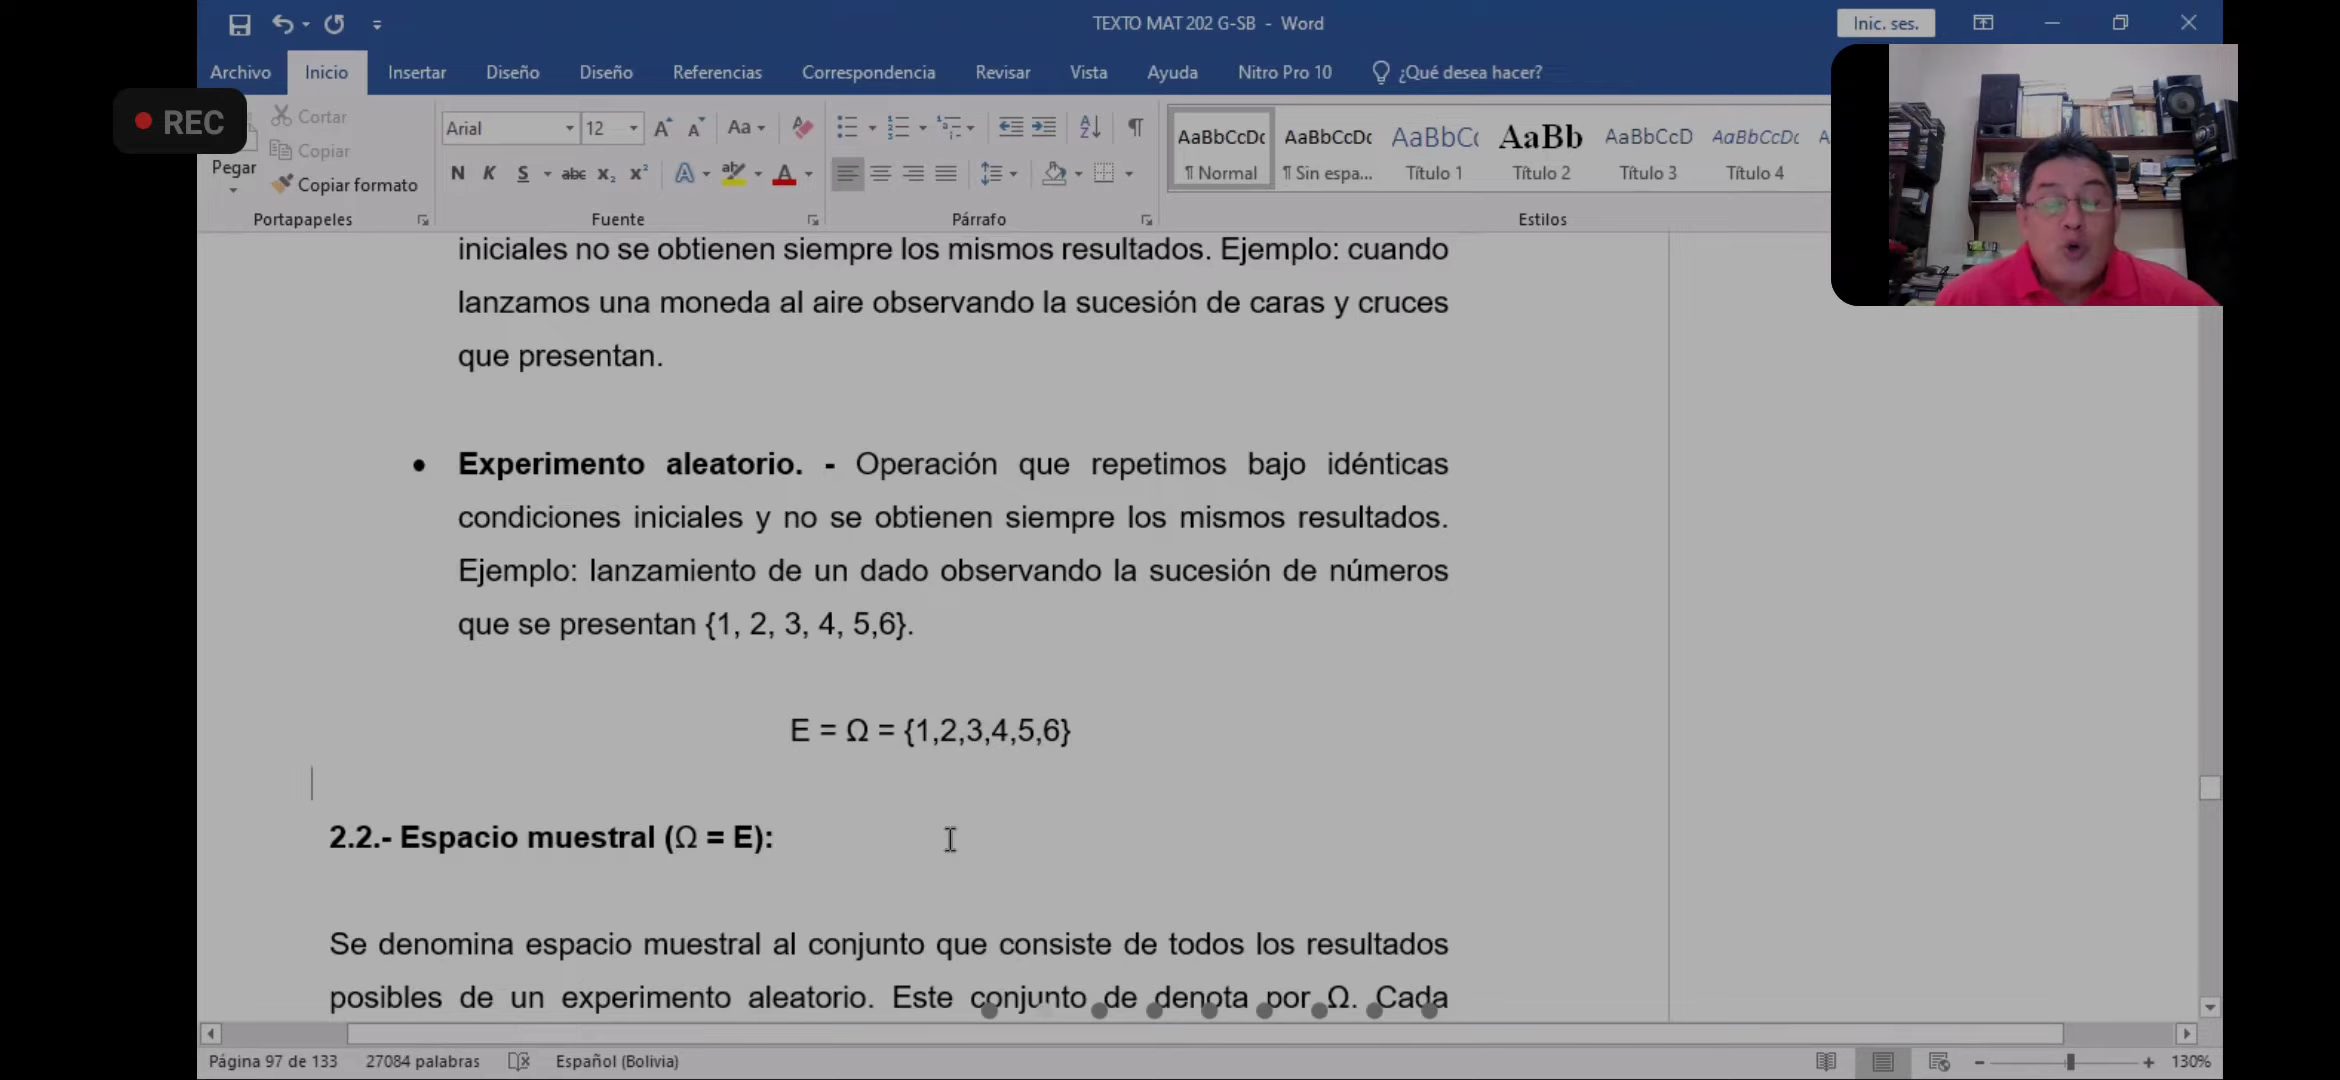 TEXTO MAT 202 G-SB - Word
Inic. ses.
Archivo Inicio Insertar Diseño Diseño Referencias Correspondencia Revisar Vista Ayuda Nitro Pro 10 ¿Qué desea hacer?
REC
Pegar
Cortar
Copiar
Copiar formato
Portapapeles
Arial 12
Aa
N K S abc x₂ x²
Fuente
Párrafo
AaBbCcDc AaBbCcDc AaBbC( AaBb AaBbCcD AaBbCcDc
¶ Normal ¶ Sin espa... Título 1 Título 2 Título 3 Título 4
Estilos
iniciales no se obtienen siempre los mismos resultados. Ejemplo: cuando
lanzamos una moneda al aire observando la sucesión de caras y cruces
que presentan.
• Experimento aleatorio. - Operación que repetimos bajo idénticas
condiciones iniciales y no se obtienen siempre los mismos resultados.
Ejemplo: lanzamiento de un dado observando la sucesión de números
que se presentan {1, 2, 3, 4, 5,6}.
E = Ω = {1,2,3,4,5,6}
2.2.- Espacio muestral (Ω = E):
Se denomina espacio muestral al conjunto que consiste de todos los resultados
posibles de un experimento aleatorio. Este conjunto de denota por Ω. Cada
Página 97 de 133 27084 palabras Español (Bolivia) 130%